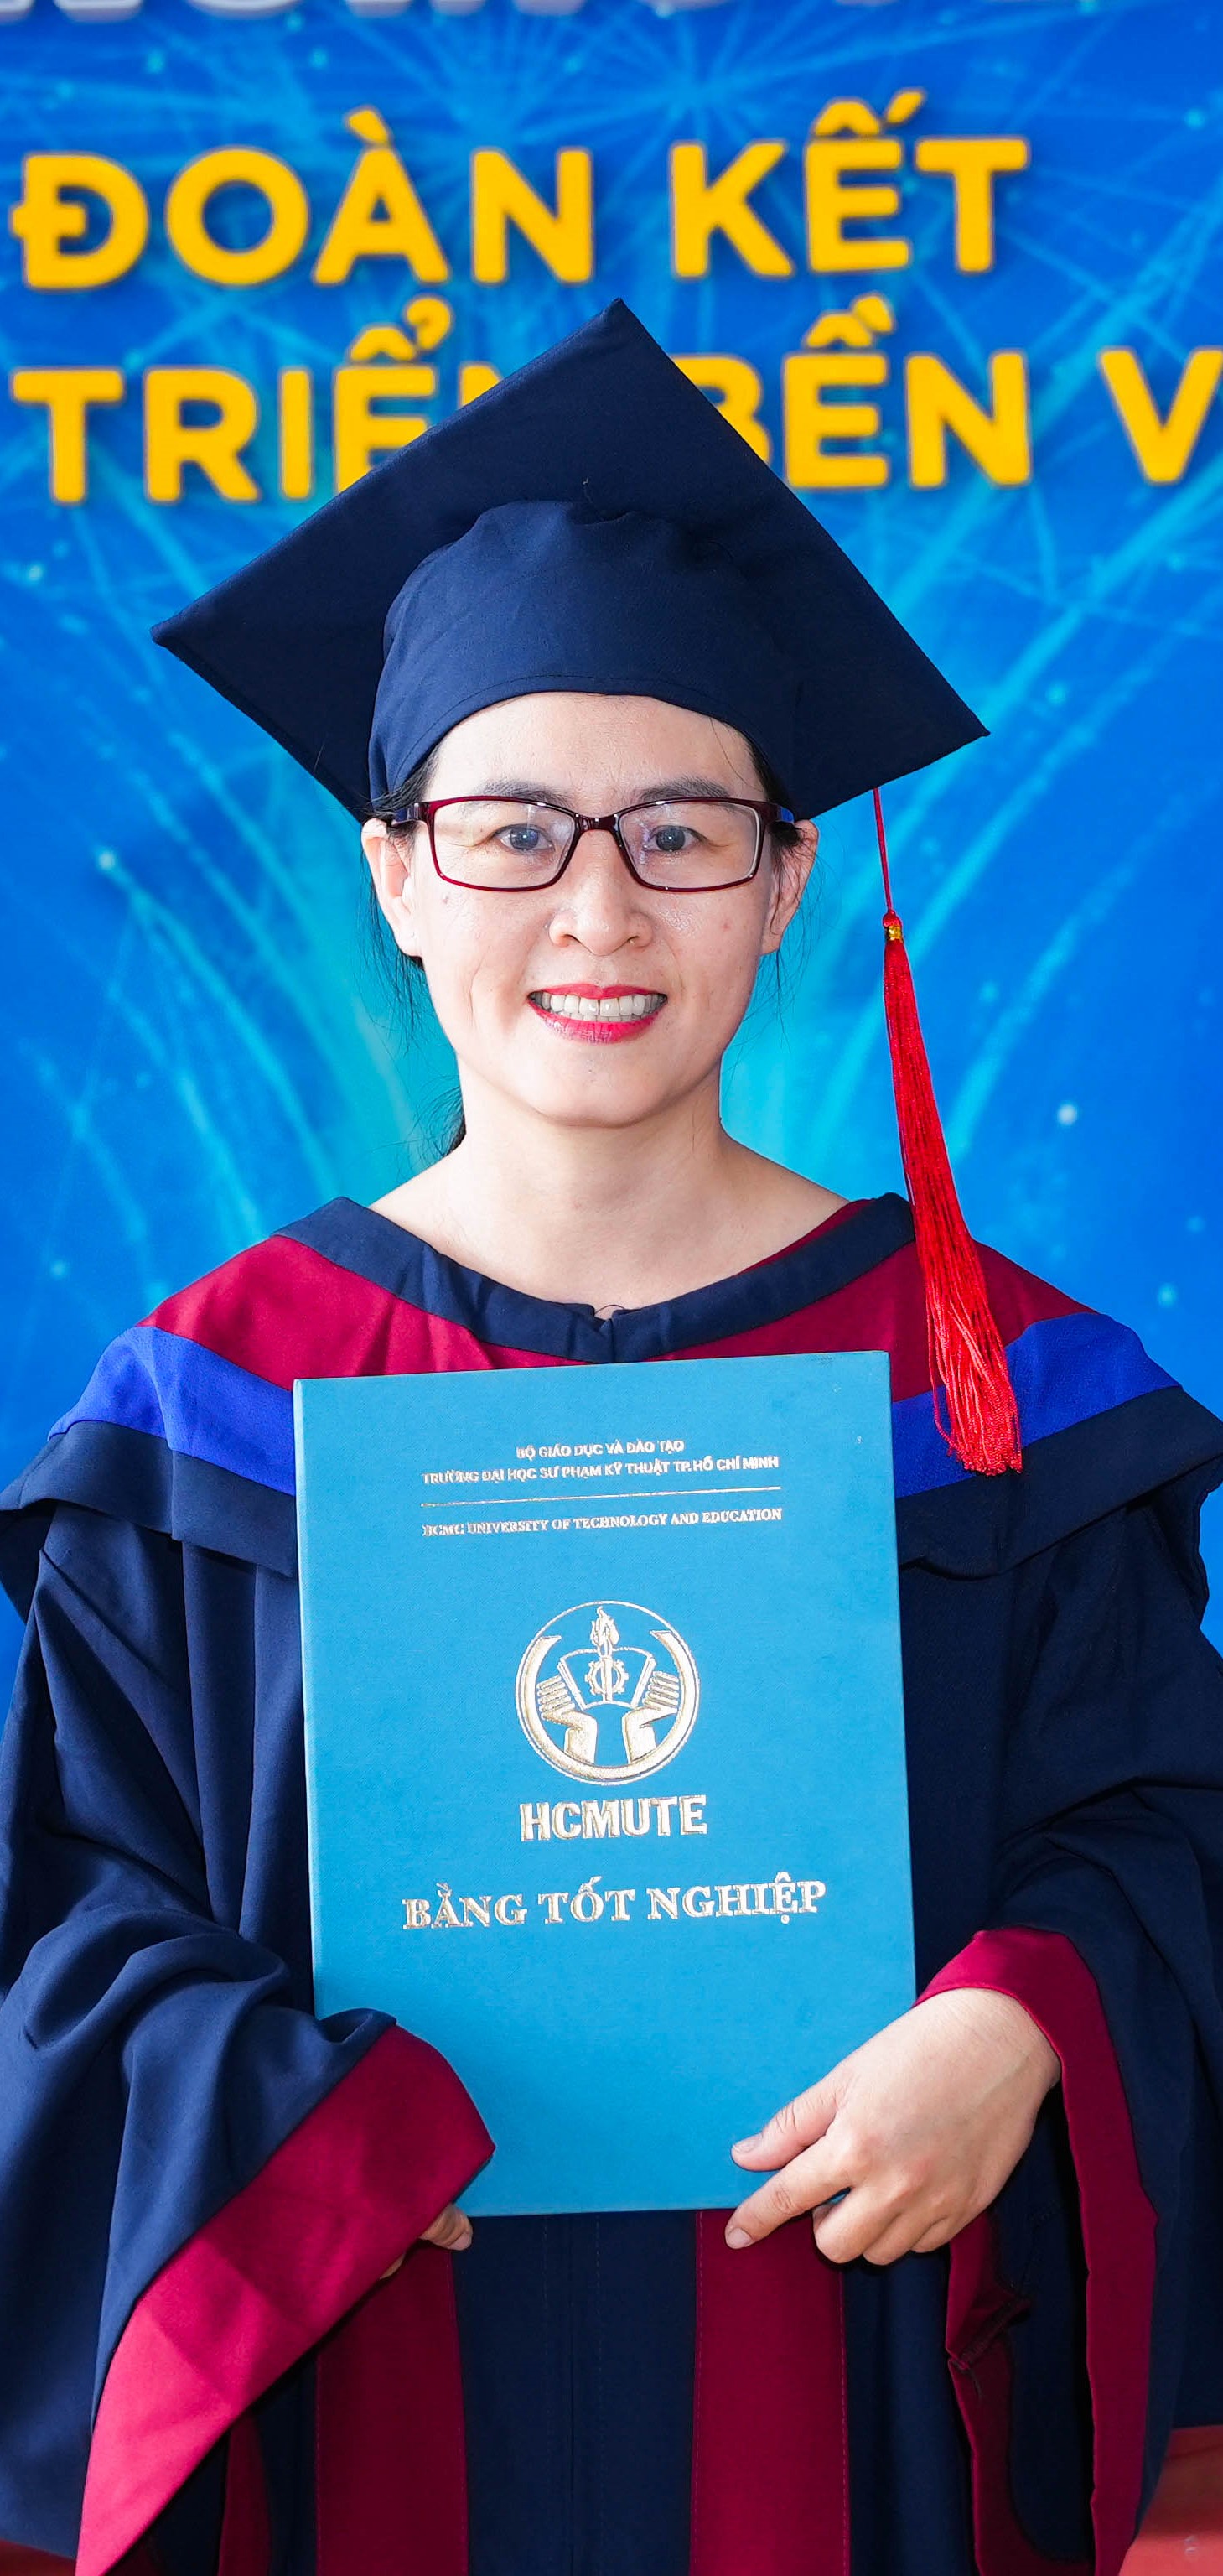 ĐOÀN KẾT
TRIỂN BỀN V
BỘ GIÁO DỤC VÀ ĐÀO TẠO
TRƯỜNG ĐẠI HỌC SƯ PHẠM KỸ THUẬT TP. HỒ CHÍ MINH
HCMC UNIVERSITY OF TECHNOLOGY AND EDUCATION
HCMUTE
BẰNG TỐT NGHIỆP